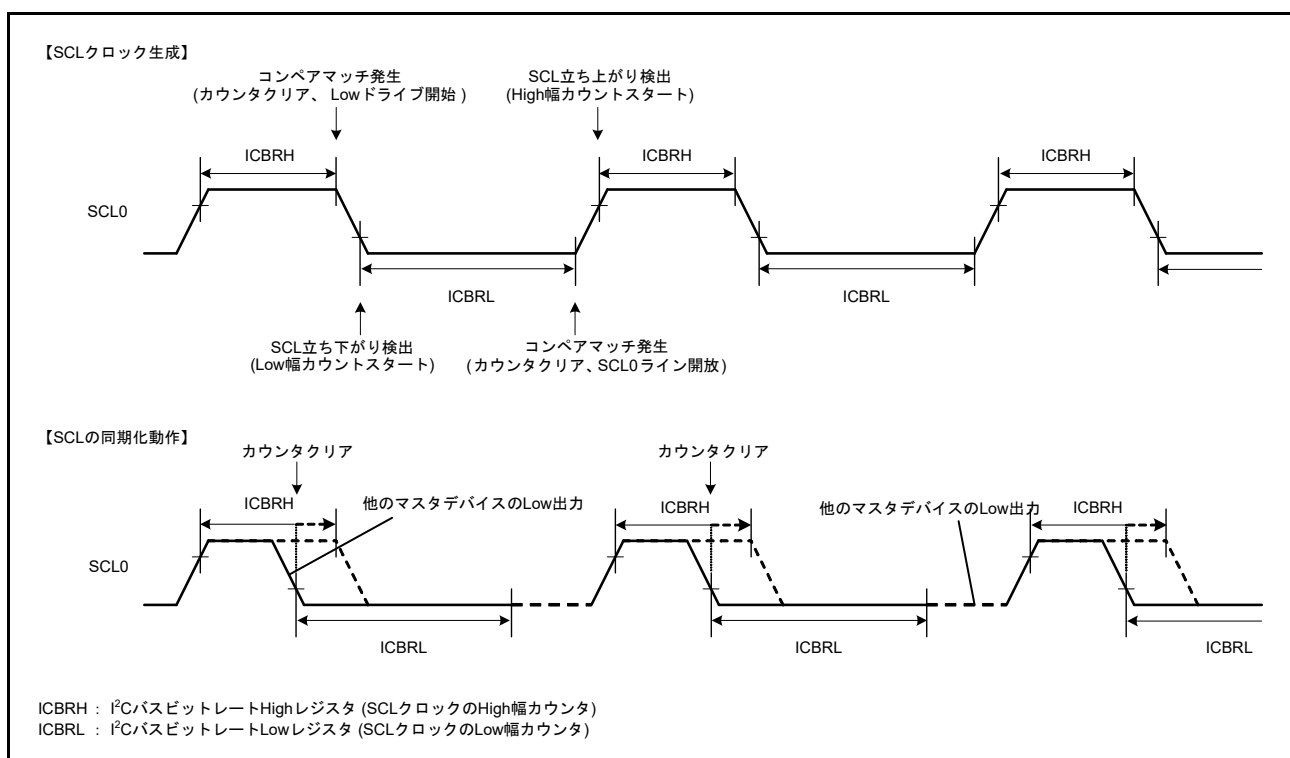 【SCLクロック生成】
コンペアマッチ発生
(カウンタクリア、 Lowドライブ開始 )
SCL立ち上がり検出
(High幅カウントスタート)
ICBRH
ICBRH
ICBRH
SCL0
ICBRL
ICBRL
SCL立ち下がり検出
(Low幅カウントスタート)
コンペアマッチ発生
(カウンタクリア、SCL0ライン開放)
【SCLの同期化動作】
カウンタクリア
カウンタクリア
ICBRH
他のマスタデバイスのLow出力
ICBRH
他のマスタデバイスのLow出力
ICBRH
SCL0
ICBRL
ICBRL
ICBRL
ICBRH : I²CバスビットレートHighレジスタ (SCLクロックのHigh幅カウンタ)
ICBRL : I²CバスビットレートLowレジスタ (SCLクロックのLow幅カウンタ)